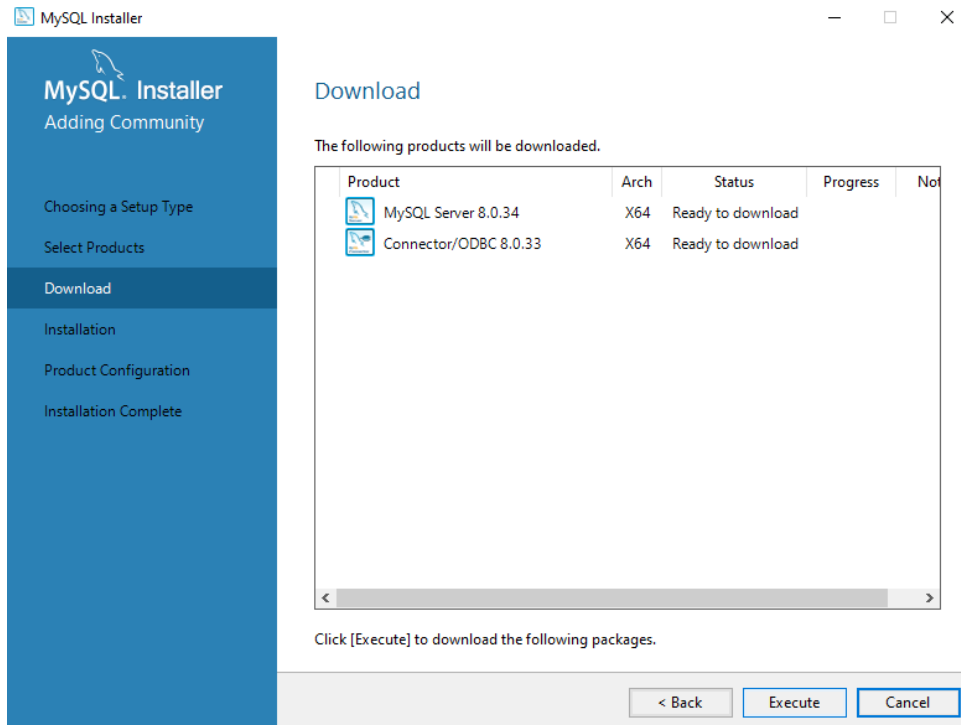 MySQL Installer
MySQL. Installer
Adding Community
Choosing a Setup Type
Select Products
Download
Installation
Product Configuration
Installation Complete
Download
The following products will be downloaded.
Product Arch Status Progress Not
MySQL Server 8.0.34 X64 Ready to download
Connector/ODBC 8.0.33 X64 Ready to download
Click [Execute] to download the following packages.
< Back Execute Cancel